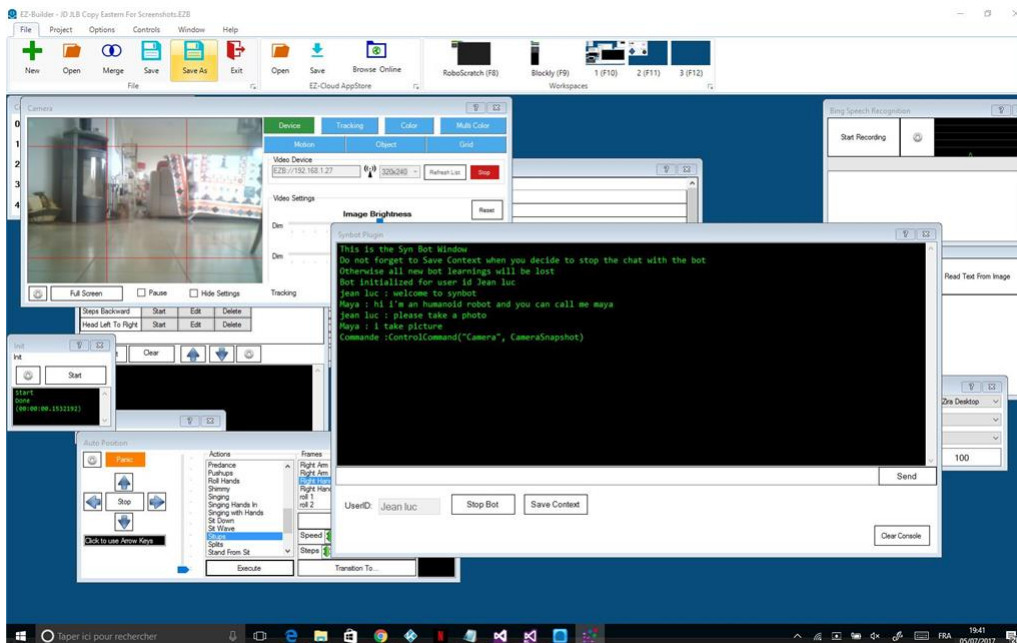 EZ-Builder - JD JLB Copy Eastern For Screenshots.EZB
File Project Options Controls Window Help
New Open Merge Save Save As Exit Open Save Browse Online RoboScratch (F8) Blockly (F9) 1 (F10) 2 (F11) 3 (F12)
File EZ-Cloud AppStore Workspaces
Camera
Device Tracking Color Multi Color
Motion Object Grid
Video Device
EZB://192.168.1.27 320x240 Refresh List Stop
Video Settings
Reset
Image Brightness
Dim
Dim
Full Screen Pause Hide Settings Tracking
0
1
2
3
4
Steps Backward Start Edit Delete
Head Left To Right Start Edit Delete
Clear
Init
Init
Start
Start
Done
(00:00:00.1532192)
Auto Position
Panic
Stop
Click to use Arrow Keys
Actions
Predance
Pushups
Roll Hands
Shimmy
Singing
Singing Hands In
Singing with Hands
Sit Down
Sit Wave
Situps
Splits
Stand From Sit
Execute
Frames
Right Arm
Right Arm
Right Han
Right Han
roll 1
roll 2
Speed
Steps
Transition To...
Synbot Plugin
This is the Syn Bot Window
Do not forget to Save Context when you decide to stop the chat with the bot
Otherwise all new bot learnings will be lost
Bot initialized for user id Jean luc
jean luc : welcome to synbot
Maya : hi i'm an humanoid robot and you can call me maya
jean luc : please take a photo
Maya : i take picture
Commande :ControlCommand("Camera", CameraSnapshot)
Send
UserID: Jean luc Stop Bot Save Context
Clear Console
Bing Speech Recognition
Start Recording
Read Text From Image
Zira Desktop
100
Taper ici pour rechercher
FRA
19:41
05/07/2017